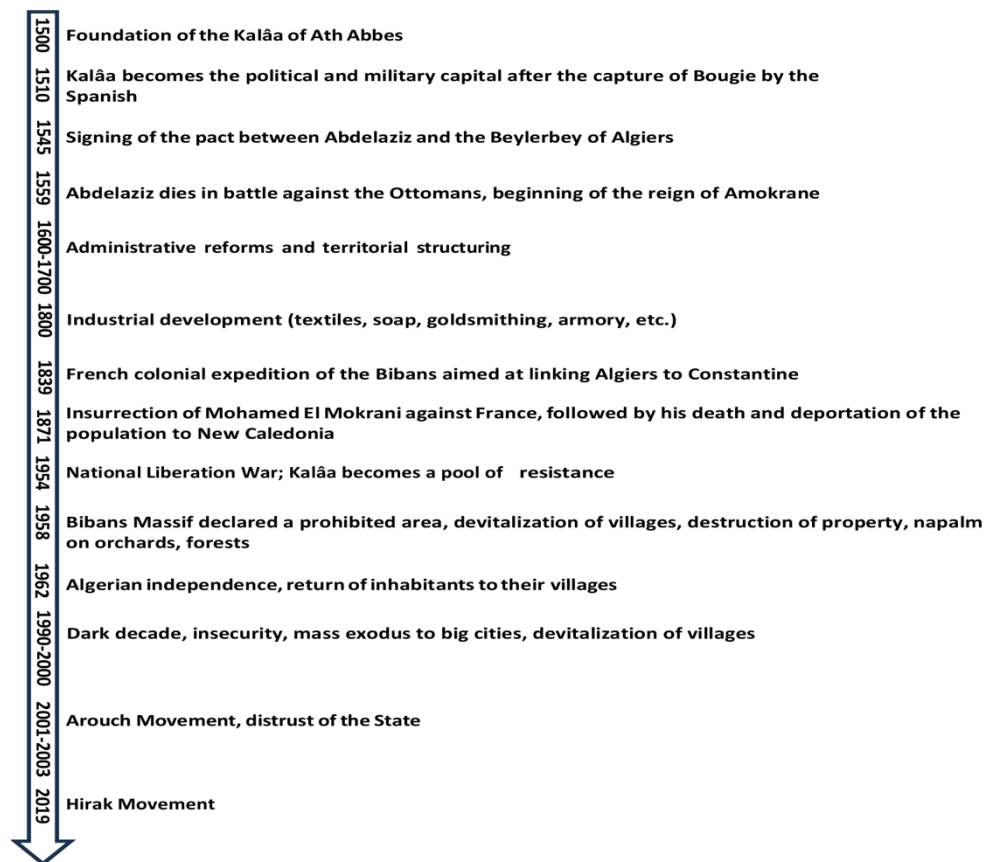 1500 Foundation of the Kalâa of Ath Abbes
1510 Kalâa becomes the political and military capital after the capture of Bougie by the
Spanish
1545 Signing of the pact between Abdelaziz and the Beylerbey of Algiers
1559 Abdelaziz dies in battle against the Ottomans, beginning of the reign of Amokrane
1600-1700 Administrative reforms and territorial structuring
1800 Industrial development (textiles, soap, goldsmithing, armory, etc.)
1839 French colonial expedition of the Bibans aimed at linking Algiers to Constantine
1871 Insurrection of Mohamed El Mokrani against France, followed by his death and deportation of the
population to New Caledonia
1954 National Liberation War; Kalâa becomes a pool of resistance
1958 Bibans Massif declared a prohibited area, devitalization of villages, destruction of property, napalm
on orchards, forests
1962 Algerian independence, return of inhabitants to their villages
1990-2000 Dark decade, insecurity, mass exodus to big cities, devitalization of villages
2001-2003 Arouch Movement, distrust of the State
2019 Hirak Movement